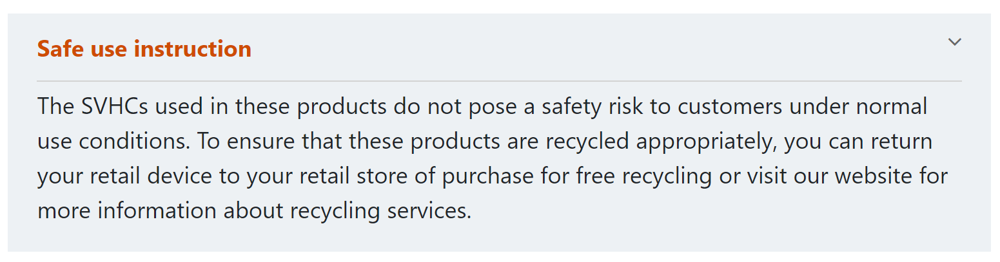 Safe use instruction
The SVHCs used in these products do not pose a safety risk to customers under normal
use conditions. To ensure that these products are recycled appropriately, you can return
your retail device to your retail store of purchase for free recycling or visit our website for
more information about recycling services.